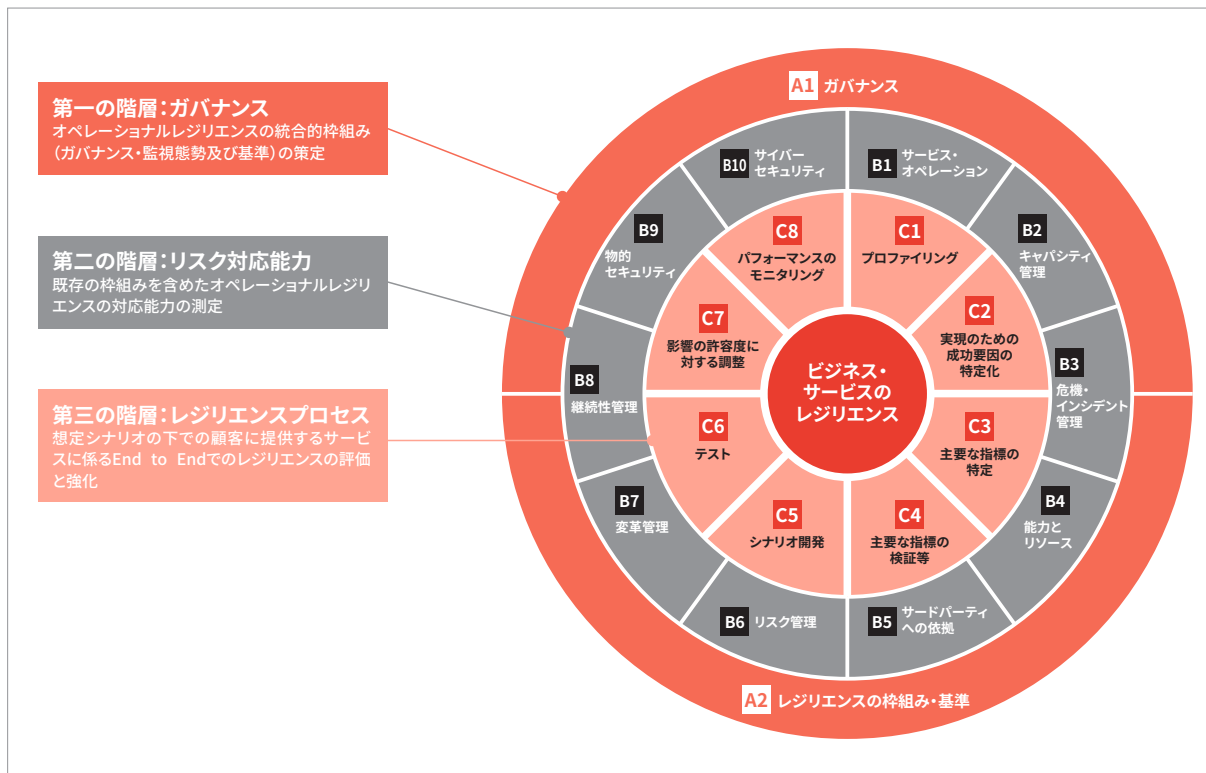 第一の階層：ガバナンス
オペレーショナルレジリエンスの統合的枠組み
（ガバナンス・監視態勢及び基準）の策定
第二の階層：リスク対応能力
既存の枠組みを含めたオペレーショナルレジリ
エンスの対応能力の測定
第三の階層：レジリエンスプロセス
想定シナリオの下での顧客に提供するサービ
スに係るEnd to Endでのレジリエンスの評価
と強化
A1 ガバナンス
B10 サイバー
セキュリティ
B1 サービス・
オペレーション
B2
キャパシティ
管理
B3
危機・
インシデント
管理
B4
能力と
リソース
B5 サードパーティ
への依拠
B6 リスク管理
B7
変革管理
B8
継続性管理
B9
物的
セキュリティ
C1
プロファイリング
C2
実現のための
成功要因の
特定化
C3
主要な指標の
特定
C4
主要な指標の
検証等
C5
シナリオ開発
C6
テスト
C7
影響の許容度に
対する調整
C8
パフォーマンスの
モニタリング
ビジネス・
サービスの
レジリエンス
A2 レジリエンスの枠組み・基準